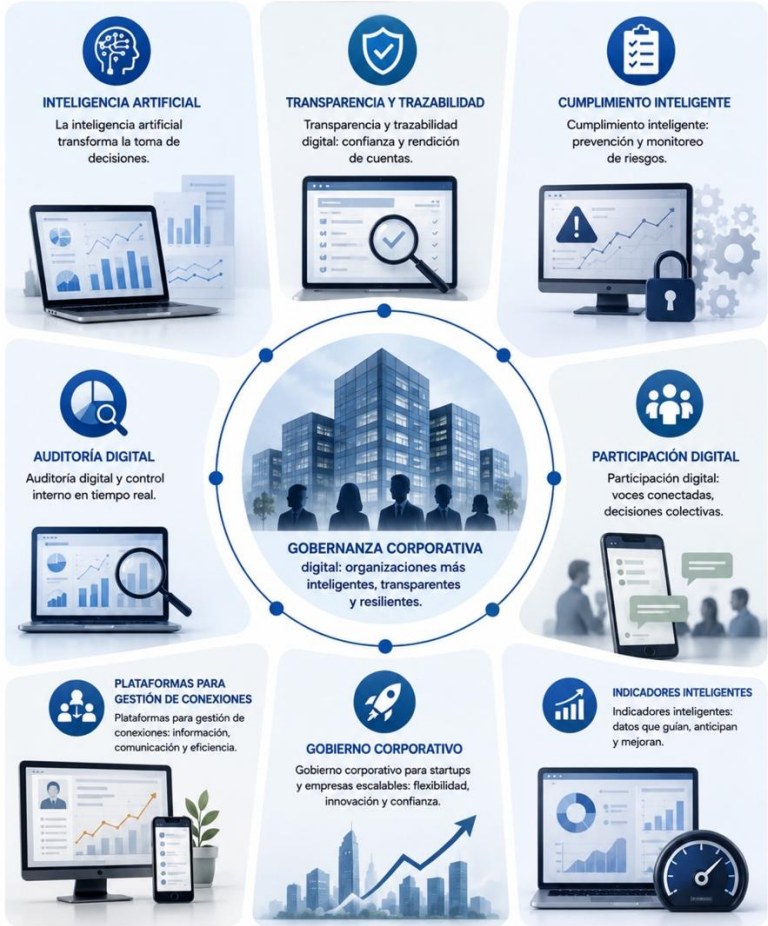 INTELIGENCIA ARTIFICIAL
La inteligencia artificial
transforma la toma de
decisiones.
TRANSPARENCIA Y TRAZABILIDAD
Transparencia y trazabilidad
digital: confianza y rendición
de cuentas.
CUMPLIMIENTO INTELIGENTE
Cumplimiento inteligente:
prevención y monitoreo
de riesgos.
AUDITORÍA DIGITAL
Auditoría digital y control
interno en tiempo real.
GOBERNANZA CORPORATIVA
digital: organizaciones más
inteligentes, transparentes
y resilientes.
PARTICIPACIÓN DIGITAL
Participación digital:
voces conectadas,
decisiones colectivas.
PLATAFORMAS PARA
GESTIÓN DE CONEXIONES
Plataformas para gestión de
conexiones: información,
comunicación y eficiencia.
GOBIERNO CORPORATIVO
Gobierno corporativo para startups
y empresas escalables: flexibilidad,
innovación y confianza.
INDICADORES INTELIGENTES
Indicadores inteligentes:
datos que guían, anticipan
y mejoran.